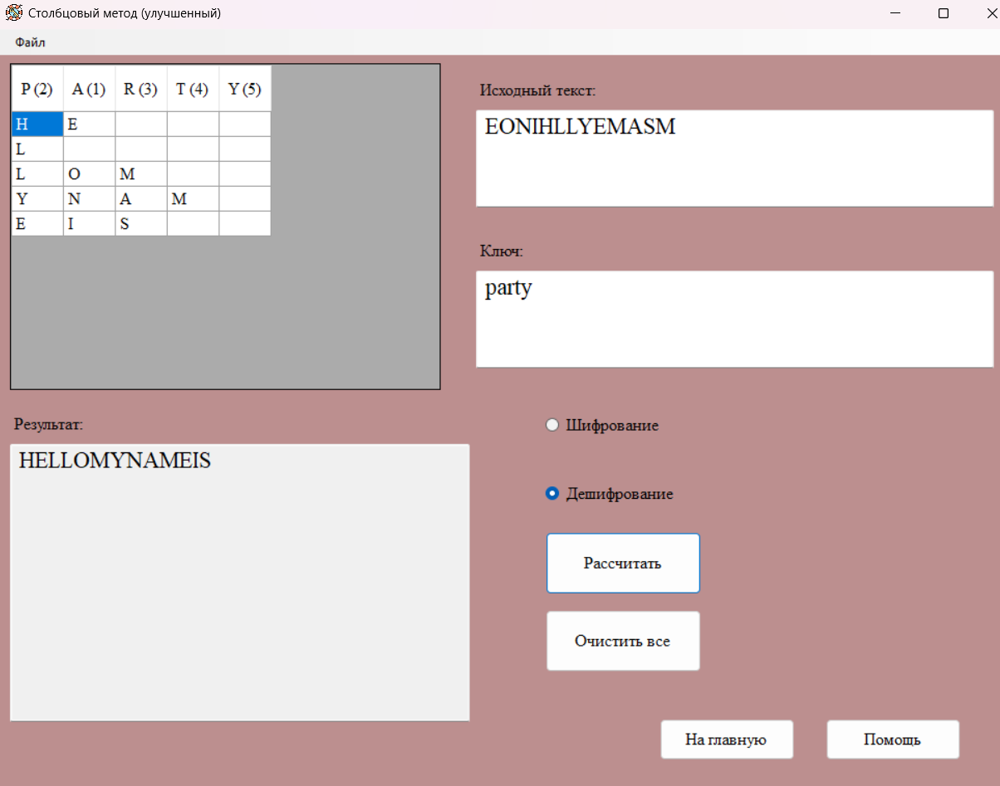 Столбцовый метод (улучшенный)
Файл
P (2) A (1) R (3) T (4) Y (5)
H E
L
L O M
Y N A M
E I S
Исходный текст:
EONIHLLYEMASM
Ключ:
party
Результат:
HELLOMYNAMEIS
Шифрование
Дешифрование
Рассчитать
Очистить все
На главную
Помощь